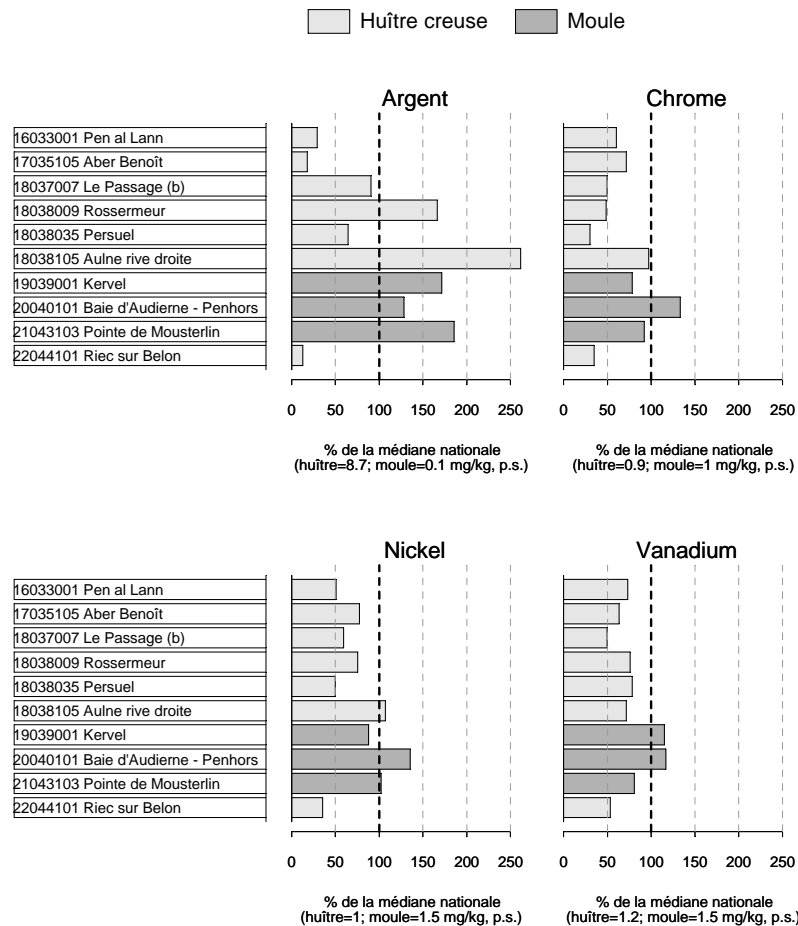 Huître creuse Moule
Argent Chrome
16033001 Pen al Lann
17035105 Aber Benoît
18037007 Le Passage (b)
18038009 Rossermeur
18038035 Persuel
18038105 Aulne rive droite
19039001 Kervel
20040101 Baie d'Audierne - Penhors
21043103 Pointe de Mousterlin
22044101 Riec sur Belon
0 50 100 150 200 250 0 50 100 150 200 250
% de la médiane nationale % de la médiane nationale
(huître=8.7; moule=0.1 mg/kg, p.s.) (huître=0.9; moule=1 mg/kg, p.s.)
Nickel Vanadium
16033001 Pen al Lann
17035105 Aber Benoît
18037007 Le Passage (b)
18038009 Rossermeur
18038035 Persuel
18038105 Aulne rive droite
19039001 Kervel
20040101 Baie d'Audierne - Penhors
21043103 Pointe de Mousterlin
22044101 Riec sur Belon
0 50 100 150 200 250 0 50 100 150 200 250
% de la médiane nationale % de la médiane nationale
(huître=1; moule=1.5 mg/kg, p.s.) (huître=1.2; moule=1.5 mg/kg, p.s.)